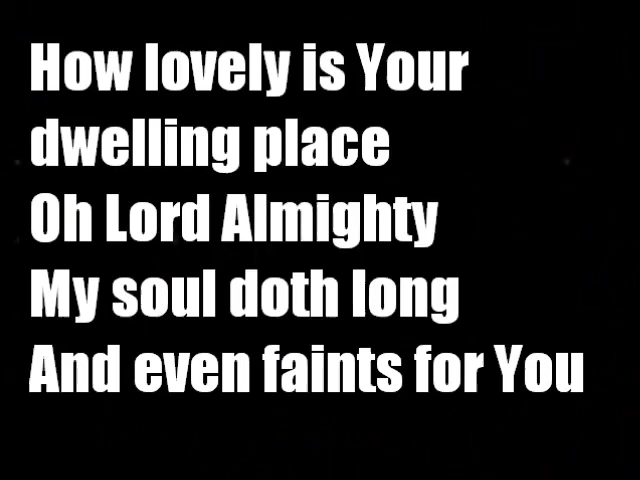 How lovely is Your
dwelling place
Oh Lord Almighty
My soul doth long
And even faints for You